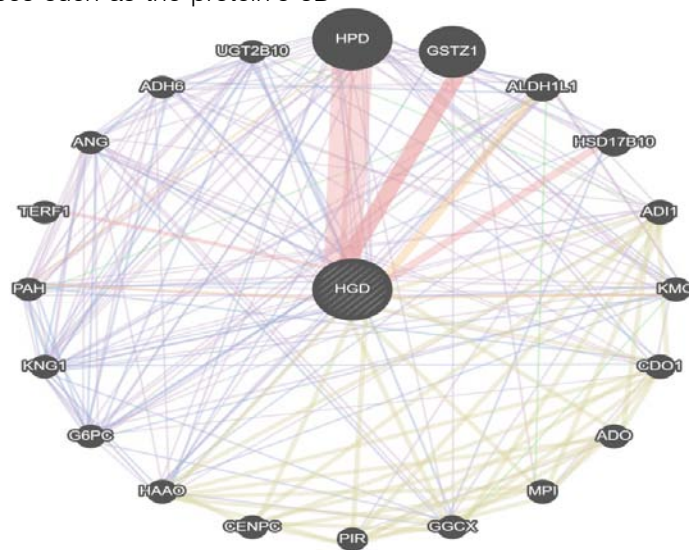 HPD
GSTZ1
UGT2B10
ALDH1L1
ADH6
HSD17B10
ANG
TERF1
ADI1
PAH
HGD
KMO
KNG1
CDO1
G6PC
ADO
HAAO
MPI
CENPC
PIR
GGCX